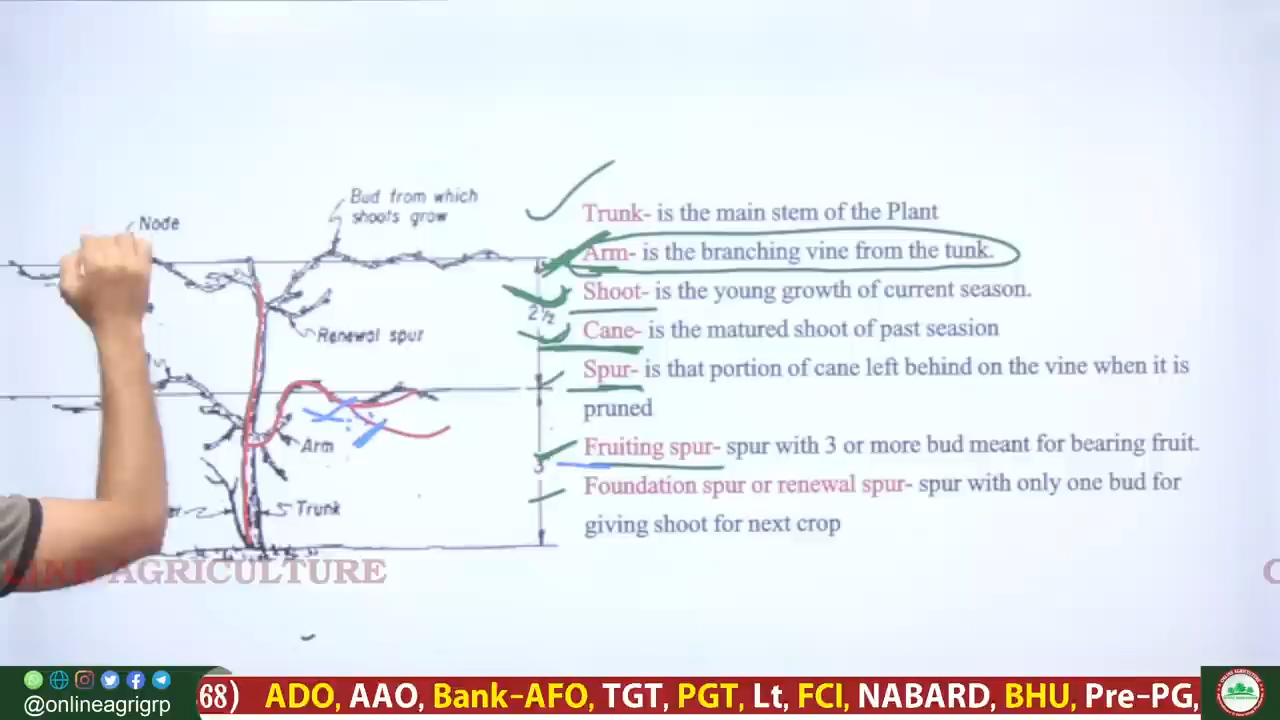 Bud from which
shoots grow
Node
Trunk- is the main stem of the Plant
Arm- is the branching vine from the tunk.
Shoot- is the young growth of current season.
2½
Renewal spur
Cane- is the matured shoot of past seasion
Spur- is that portion of cane left behind on the vine when it is
pruned
Arm
Fruiting spur- spur with 3 or more bud meant for bearing fruit.
Foundation spur or renewal spur- spur with only one bud for
giving shoot for next crop
Trunk
LINE AGRICULTURE
@onlineagrigrp
68) ADO, AAO, Bank-AFO, TGT, PGT, Lt, FCI, NABARD, BHU, Pre-PG,